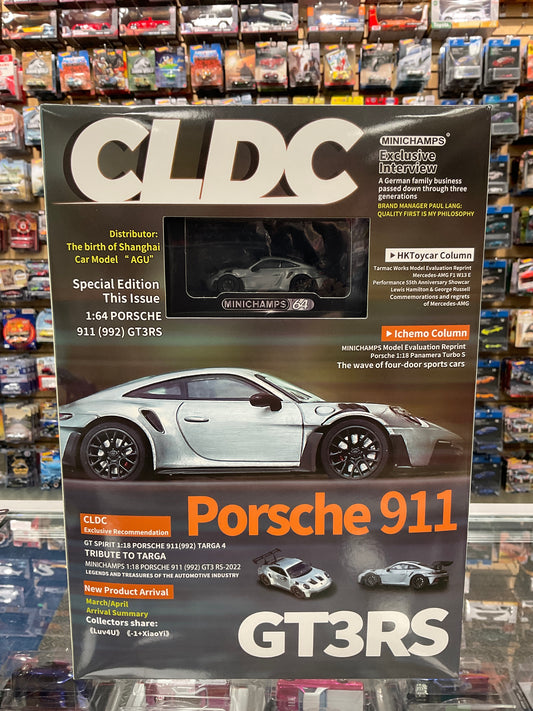 CLDC
MINICHAMPS®
Exclusive
Interview
A German family business
passed down through three
generations
BRAND MANAGER PAUL LANG:
QUALITY FIRST IS MY PHILOSOPHY
Distributor:
The birth of Shanghai
Car Model “ AGU”
Special Edition
This Issue
1:64 PORSCHE
911 (992) GT3RS
MINICHAMPS 64
HKToycar Column
Tarmac Works Model Evaluation Reprint
Mercedes-AMG F1 W13 E
Performance 55th Anniversary Showcar
Lewis Hamilton & George Russell
Commemorations and regrets
of Mercedes-AMG
Ichemo Column
MINICHAMPS Model Evaluation Reprint
Porsche 1:18 Panamera Turbo S
The wave of four-door sports cars
Porsche 911
CLDC
Exclusive Recommendation
GT SPIRIT 1:18 PORSCHE 911(992) TARGA 4
TRIBUTE TO TARGA
MINICHAMPS 1:18 PORSCHE 911 (992) GT3 RS-2022
LEGENDS AND TREASURES OF THE AUTOMOTIVE INDUSTRY
New Product Arrival
March/April
Arrival Summary
Collectors share:
《Luv4U》 《-1+XiaoYi》
GT3RS